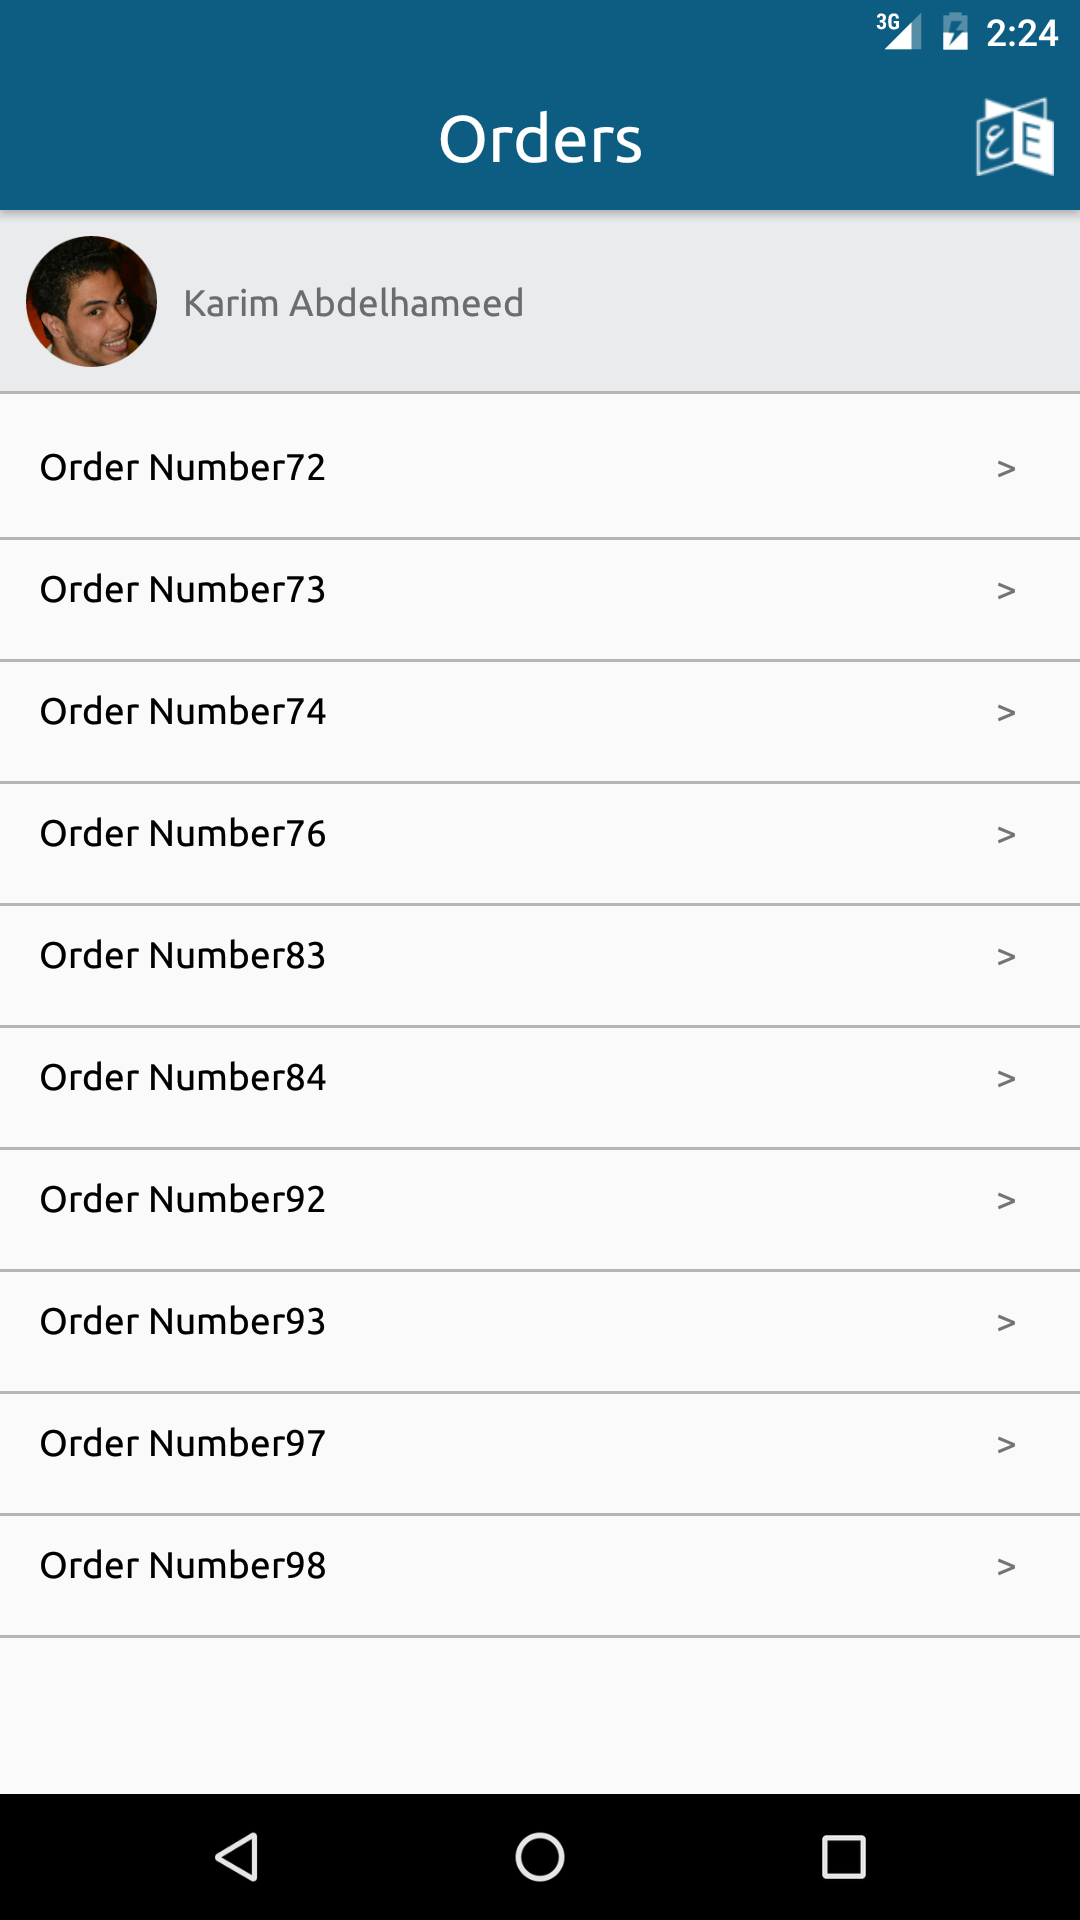 3G 2:24
Orders
ع E
Karim Abdelhameed
Order Number72 >
Order Number73 >
Order Number74 >
Order Number76 >
Order Number83 >
Order Number84 >
Order Number92 >
Order Number93 >
Order Number97 >
Order Number98 >